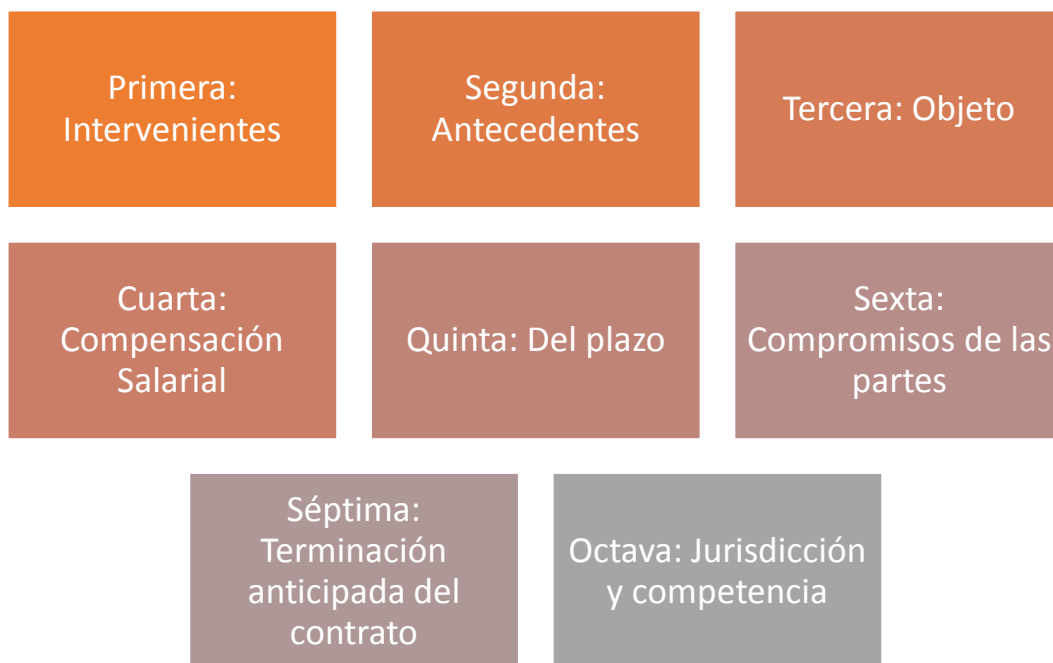 Primera:
Intervenientes
Segunda:
Antecedentes
Tercera: Objeto
Cuarta:
Compensación
Salarial
Quinta: Del plazo
Sexta:
Compromisos de las
partes
Séptima:
Terminación
anticipada del
contrato
Octava: Jurisdicción
y competencia